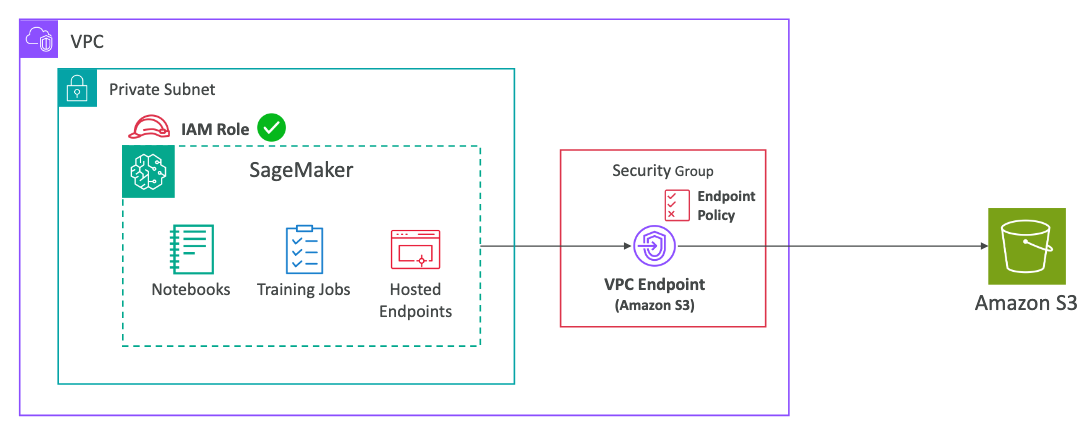 VPC
Private Subnet
IAM Role
SageMaker
Notebooks
Training Jobs
Hosted
Endpoints
Security Group
Endpoint
Policy
VPC Endpoint
(Amazon S3)
Amazon S3